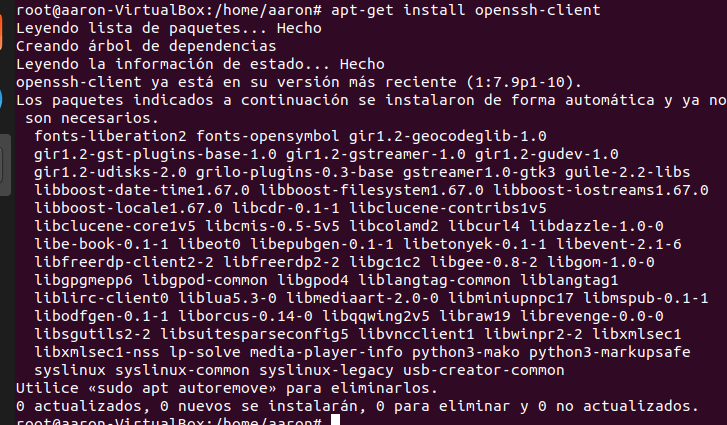 root@aaron-VirtualBox:/home/aaron# apt-get install openssh-client
Leyendo lista de paquetes... Hecho
Creando árbol de dependencias
Leyendo la información de estado... Hecho
openssh-client ya está en su versión más reciente (1:7.9p1-10).
Los paquetes indicados a continuación se instalaron de forma automática y ya no
son necesarios.
fonts-liberation2 fonts-opensymbol gir1.2-geocodeglib-1.0
gir1.2-gst-plugins-base-1.0 gir1.2-gstreamer-1.0 gir1.2-gudev-1.0
gir1.2-udisks-2.0 grilo-plugins-0.3-base gstreamer1.0-gtk3 guile-2.2-libs
libboost-date-time1.67.0 libboost-filesystem1.67.0 libboost-iostreams1.67.0
libboost-locale1.67.0 libcdr-0.1-1 libclucene-contribs1v5
libclucene-core1v5 libcmis-0.5-5v5 libcolamd2 libcurl4 libdazzle-1.0-0
libe-book-0.1-1 libeot0 libepubgen-0.1-1 libetonyek-0.1-1 libevent-2.1-6
libfreerdp-client2-2 libfreerdp2-2 libgc1c2 libgee-0.8-2 libgom-1.0-0
libgpgmepp6 libgpod-common libgpod4 liblangtag-common liblangtag1
liblirc-client0 liblua5.3-0 libmediaart-2.0-0 libminiupnpc17 libmspub-0.1-1
libodfgen-0.1-1 liborcus-0.14-0 libqqwing2v5 libraw19 librevenge-0.0-0
libsgutils2-2 libsuitesparseconfig5 libvncclient1 libwinpr2-2 libxmlsec1
libxmlsec1-nss lp-solve media-player-info python3-mako python3-markupsafe
syslinux syslinux-common syslinux-legacy usb-creator-common
Utilice «sudo apt autoremove» para eliminarlos.
0 actualizados, 0 nuevos se instalarán, 0 para eliminar y 0 no actualizados.
root@aaron-VirtualBox:/home/aaron#